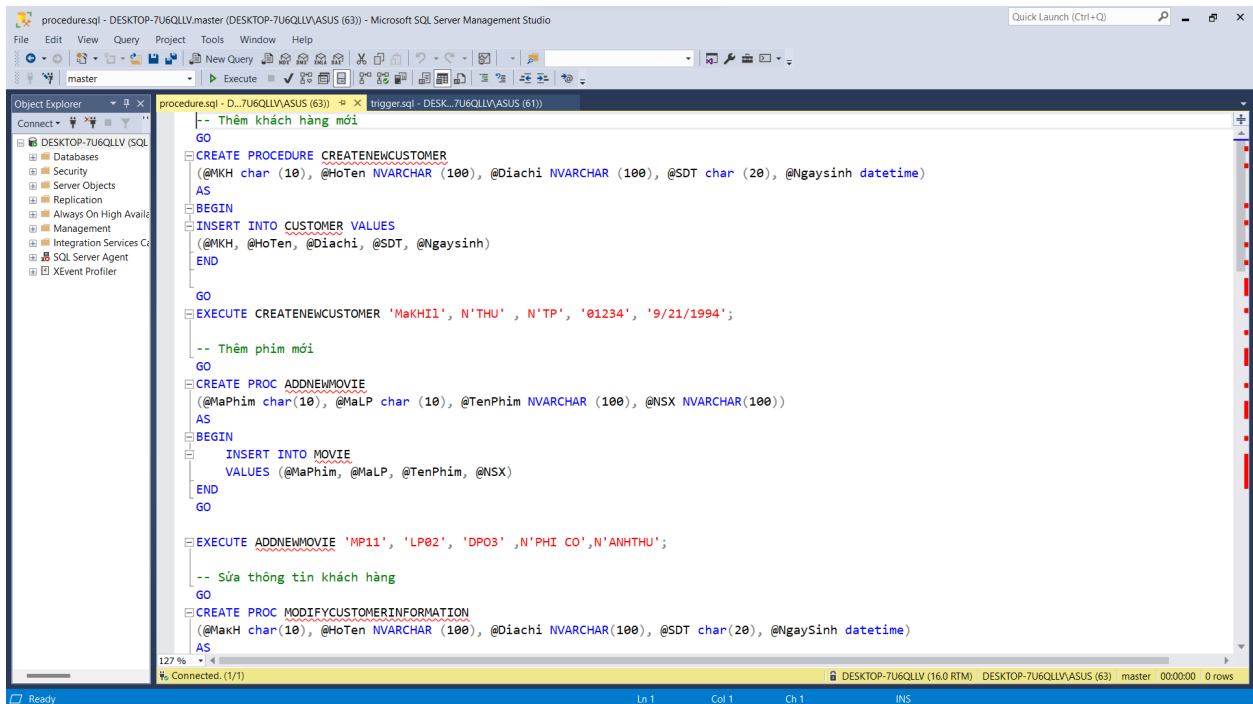 procedure.sql - DESKTOP-7U6QLLV.master (DESKTOP-7U6QLLV\ASUS (63)) - Microsoft SQL Server Management Studio
Quick Launch (Ctrl+Q)
File Edit View Query Project Tools Window Help
New Query
master
Execute
Object Explorer
procedure.sql - D...7U6QLLV\ASUS (63))
trigger.sql - DESK...7U6QLLV\ASUS (61))
Connect
DESKTOP-7U6QLLV (SQL
Databases
Security
Server Objects
Replication
Always On High Availa
Management
Integration Services Ca
SQL Server Agent
XEvent Profiler
-- Thêm khách hàng mới
GO
CREATE PROCEDURE CREATENEWCUSTOMER
(@MKH char (10), @HoTen NVARCHAR (100), @Diachi NVARCHAR (100), @SDT char (20), @Ngaysinh datetime)
AS
BEGIN
INSERT INTO CUSTOMER VALUES
(@MKH, @HoTen, @Diachi, @SDT, @Ngaysinh)
END
GO
EXECUTE CREATENEWCUSTOMER 'MaKHIl', N'THU' , N'TP', '01234', '9/21/1994';
-- Thêm phim mới
GO
CREATE PROC ADDNEWMOVIE
(@MaPhim char(10), @MaLP char (10), @TenPhim NVARCHAR (100), @NSX NVARCHAR(100))
AS
BEGIN
INSERT INTO MOVIE
VALUES (@MaPhim, @MaLP, @TenPhim, @NSX)
END
GO
EXECUTE ADDNEWMOVIE 'MP11', 'LP02', 'DPO3' ,N'PHI CO',N'ANHTHU';
-- Sửa thông tin khách hàng
GO
CREATE PROC MODIFYCUSTOMERINFORMATION
(@MaкH char(10), @HoTen NVARCHAR (100), @Diachi NVARCHAR(100), @SDT char(20), @NgaySinh datetime)
AS
127 %
Connected. (1/1)
DESKTOP-7U6QLLV (16.0 RTM) DESKTOP-7U6QLLV\ASUS (63) master 00:00:00 0 rows
Ready
Ln 1 Col 1 Ch 1 INS